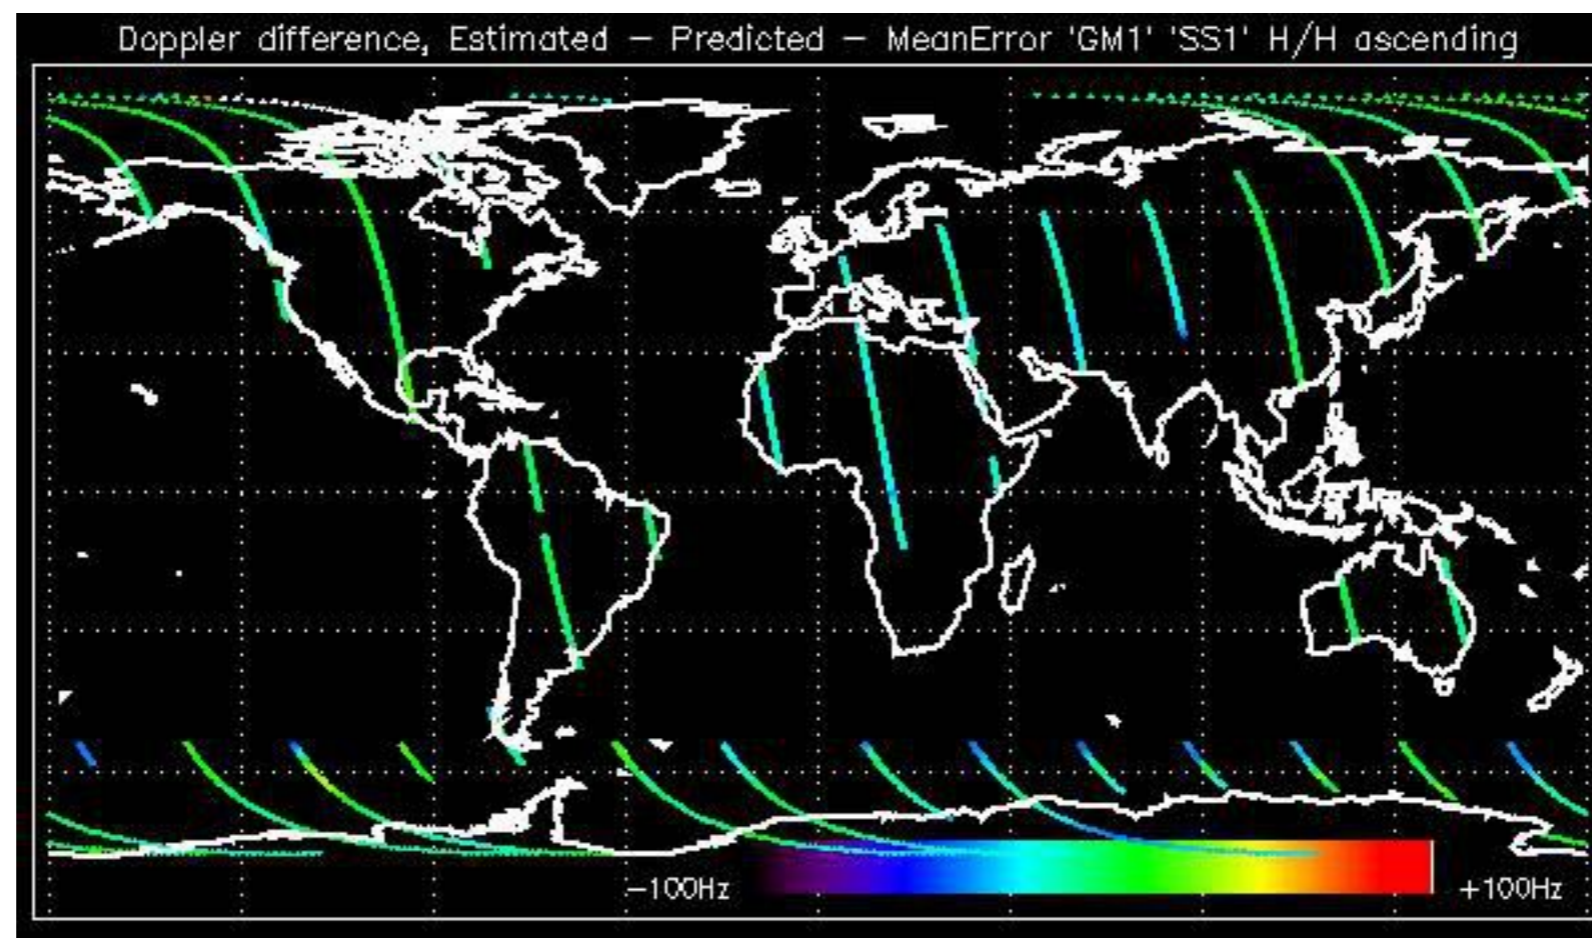 Doppler difference, Estimated − Predicted − MeanError 'GM1' 'SS1' H/H ascending
−100Hz
+100Hz